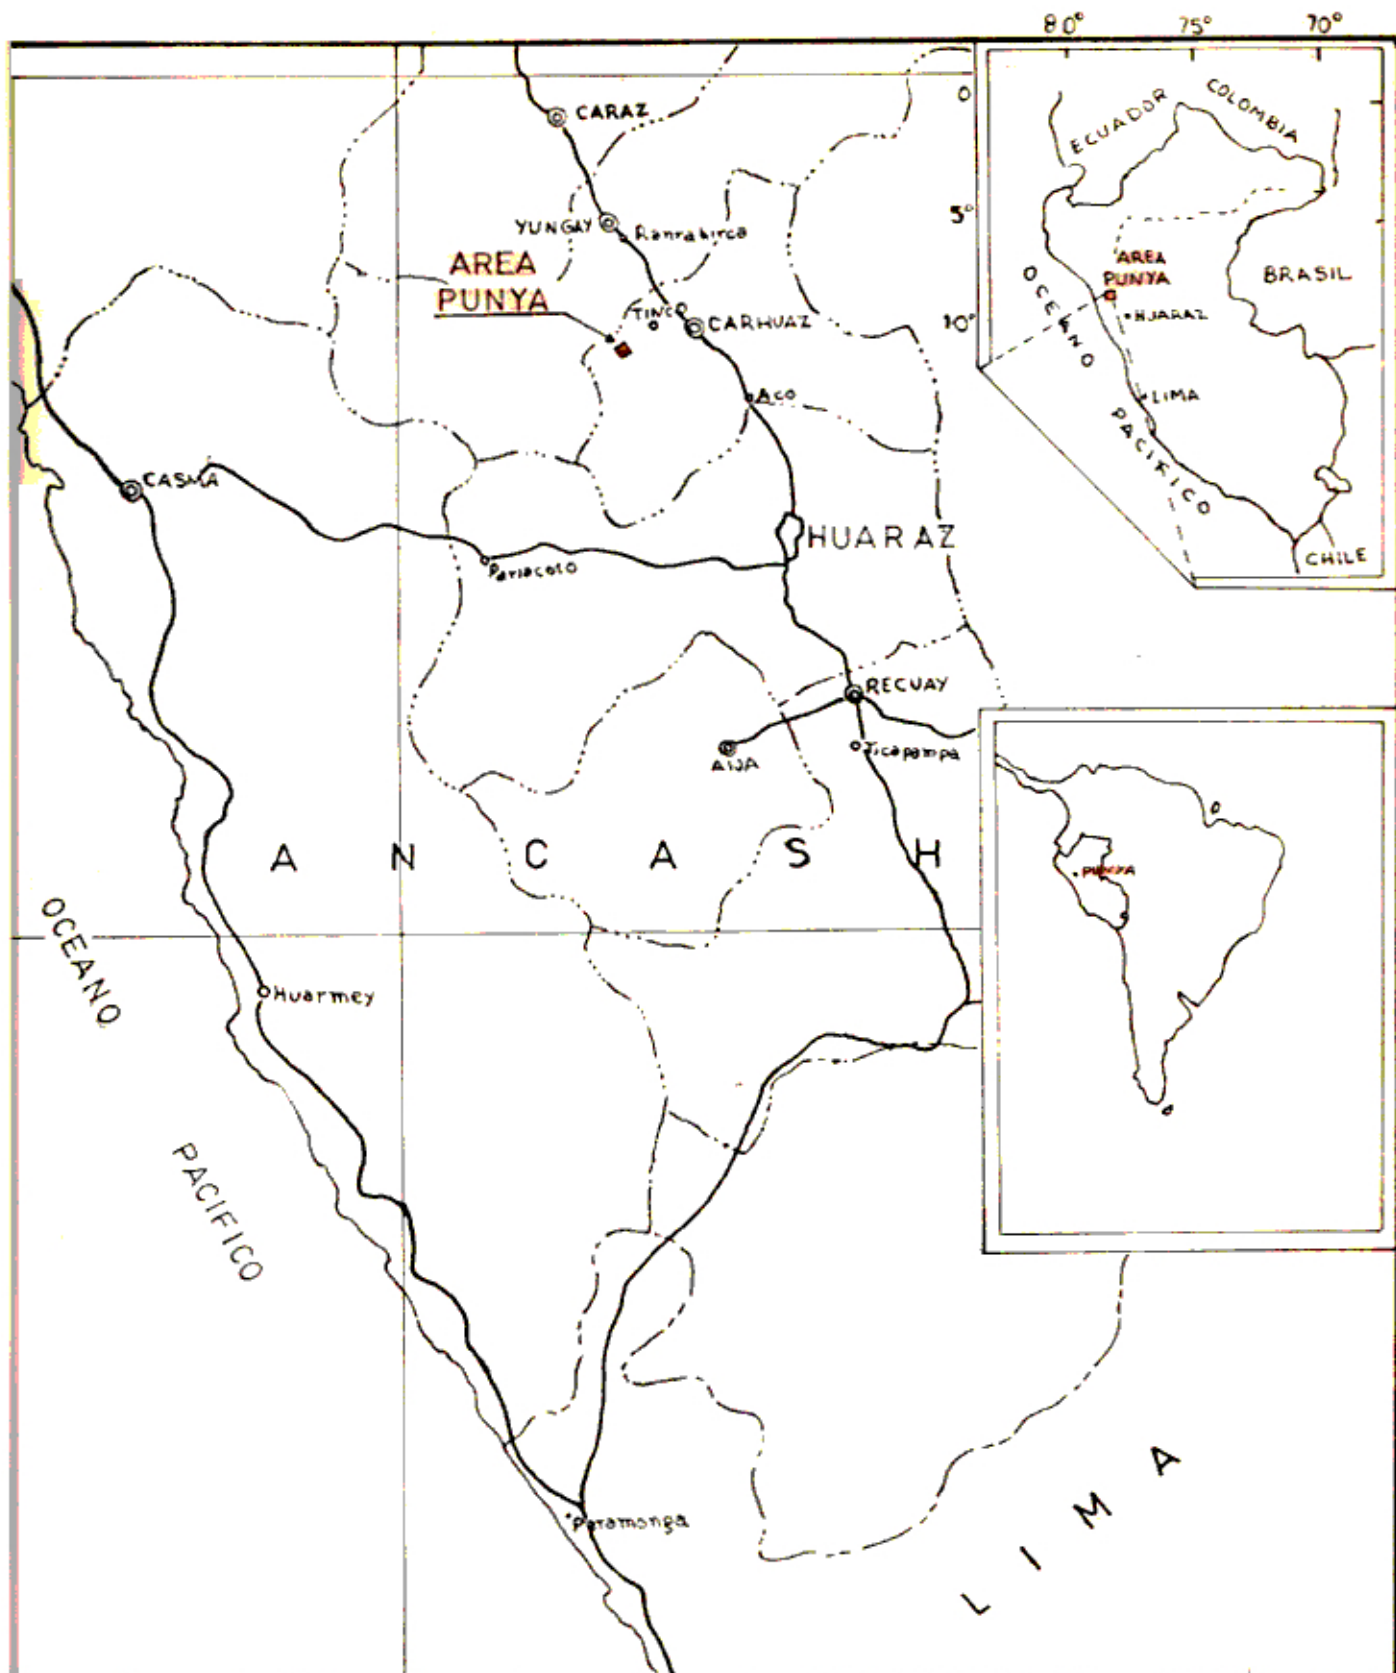 80° 75° 70°
0
5°
10°
ECUADOR
COLOMBIA
BRASIL
AREA
PUNYA
HUARAZ
LIMA
OCEANO PACIFICO
CHILE
CARAZ
YUNGAY
Ranrahirca
AREA
PUNYA
TINCO
CARHUAZ
ACO
CASMA
HUARAZ
Pariacoto
RECUAY
Ticapampa
AIJA
ANCASH
PUNYA
OCEANO
PACIFICO
Huarmey
Paramonga
LIMA